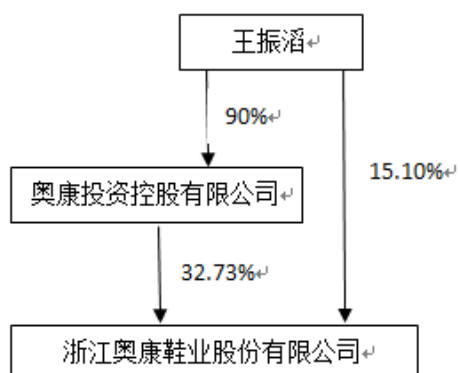 王振滔
90%
奥康投资控股有限公司
15.10%
32.73%
浙江奥康鞋业股份有限公司